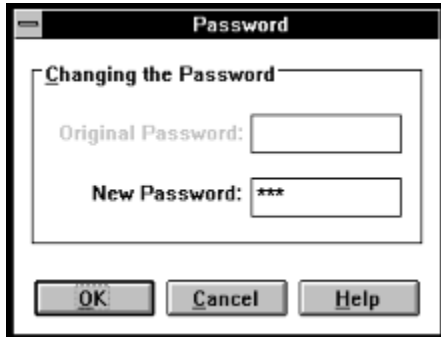 Password
Changing the Password
Original Password:
New Password: ***
OK Cancel Help